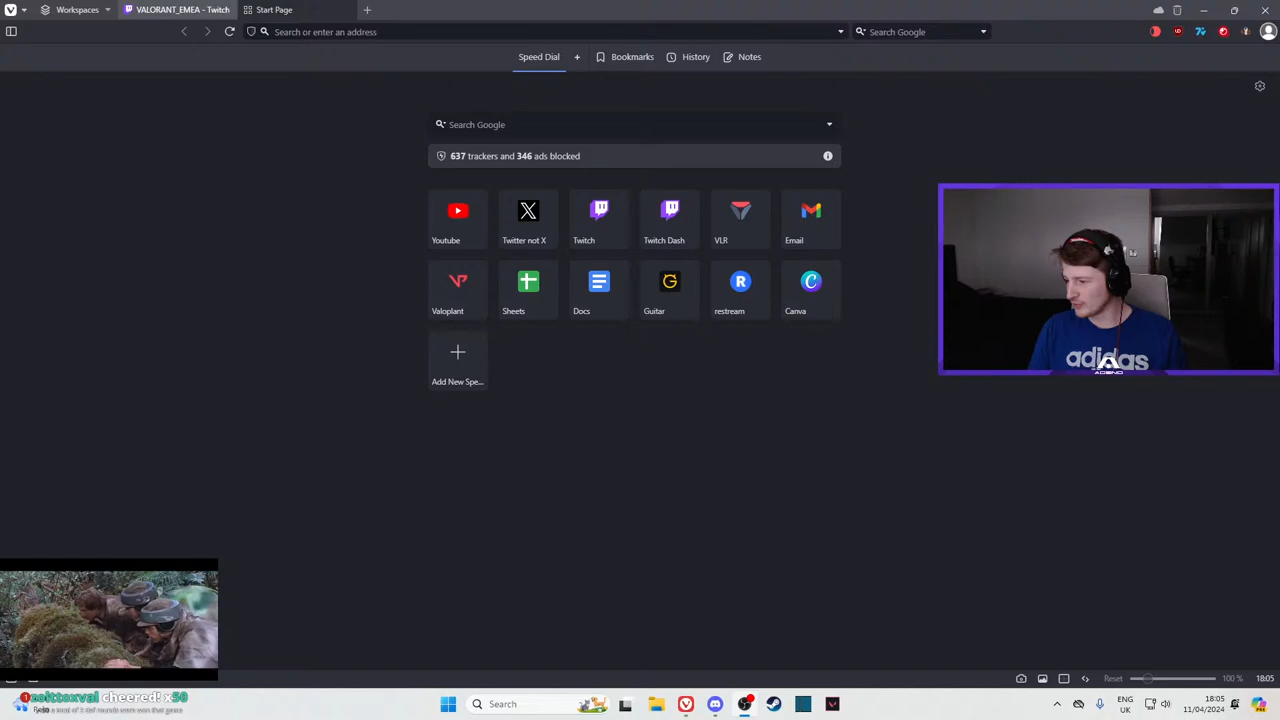 Workspaces
VALORANT_EMEA - Twitch
Start Page
Search or enter an address
Search Google
Speed Dial
Bookmarks
History
Notes
Search Google
637 trackers and 346 ads blocked
Youtube
Twitter not X
Twitch
Twitch Dash
VLR
Email
Valoplant
Sheets
Docs
Guitar
restream
Canva
Add New Spe...
adidas
Reset
100 %
18:05
1
zoittoxval cheered! x50
Search
ENG
UK
18:05
11/04/2024